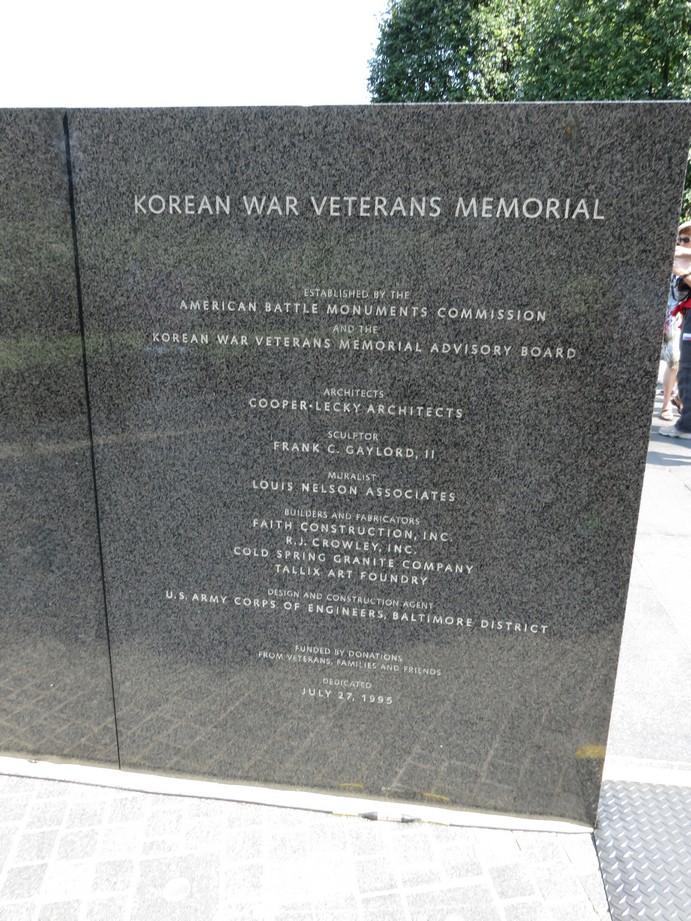 KOREAN WAR VETERANS MEMORIAL
ESTABLISHED BY THE
AMERICAN BATTLE MONUMENTS COMMISSION
AND THE
KOREAN WAR VETERANS MEMORIAL ADVISORY BOARD
ARCHITECTS
COOPER•LECKY ARCHITECTS
SCULPTOR
FRANK C. GAYLORD, II
MURALIST
LOUIS NELSON ASSOCIATES
BUILDERS AND FABRICATORS
FAITH CONSTRUCTION, INC.
R.J. CROWLEY, INC.
COLD SPRING GRANITE COMPANY
TALLIX ART FOUNDRY
DESIGN AND CONSTRUCTION AGENT
U.S. ARMY CORPS OF ENGINEERS, BALTIMORE DISTRICT
FUNDED BY DONATIONS
FROM VETERANS, FAMILIES AND FRIENDS
DEDICATED
JULY 27, 1995